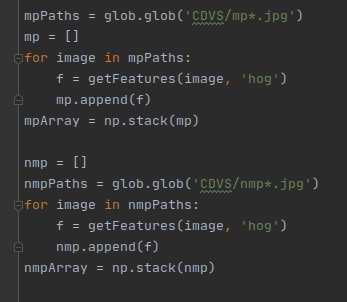 mpPaths = glob.glob('CDVS/mp*.jpg')
mp = []
for image in mpPaths:
    f = getFeatures(image, 'hog')
    mp.append(f)
mpArray = np.stack(mp)

nmp = []
nmpPaths = glob.glob('CDVS/nmp*.jpg')
for image in nmpPaths:
    f = getFeatures(image, 'hog')
    nmp.append(f)
nmpArray = np.stack(nmp)